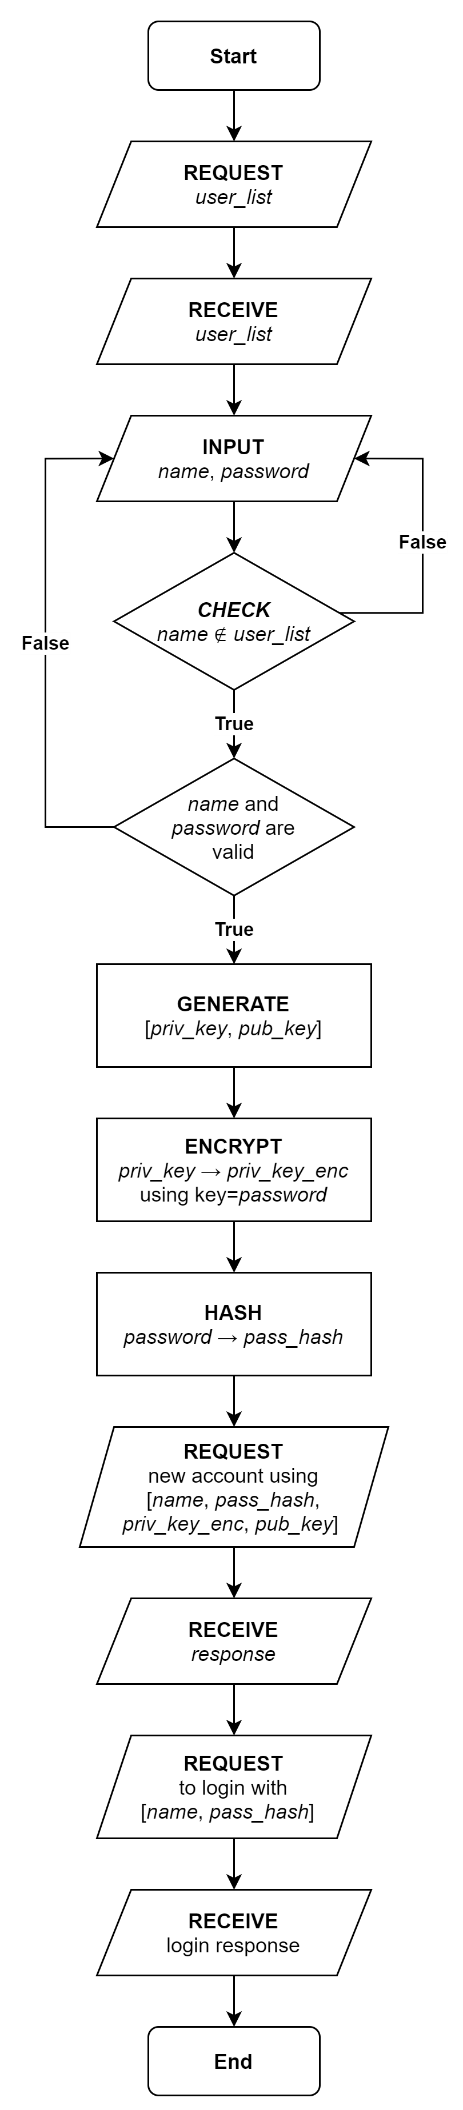 Start
REQUEST
user_list
RECEIVE
user_list
INPUT
name, password
False
CHECK
name ∉ user_list
False
True
name and
password are
valid
True
GENERATE
[priv_key, pub_key]
ENCRYPT
priv_key → priv_key_enc
using key=password
HASH
password → pass_hash
REQUEST
new account using
[name, pass_hash,
priv_key_enc, pub_key]
RECEIVE
response
REQUEST
to login with
[name, pass_hash]
RECEIVE
login response
End